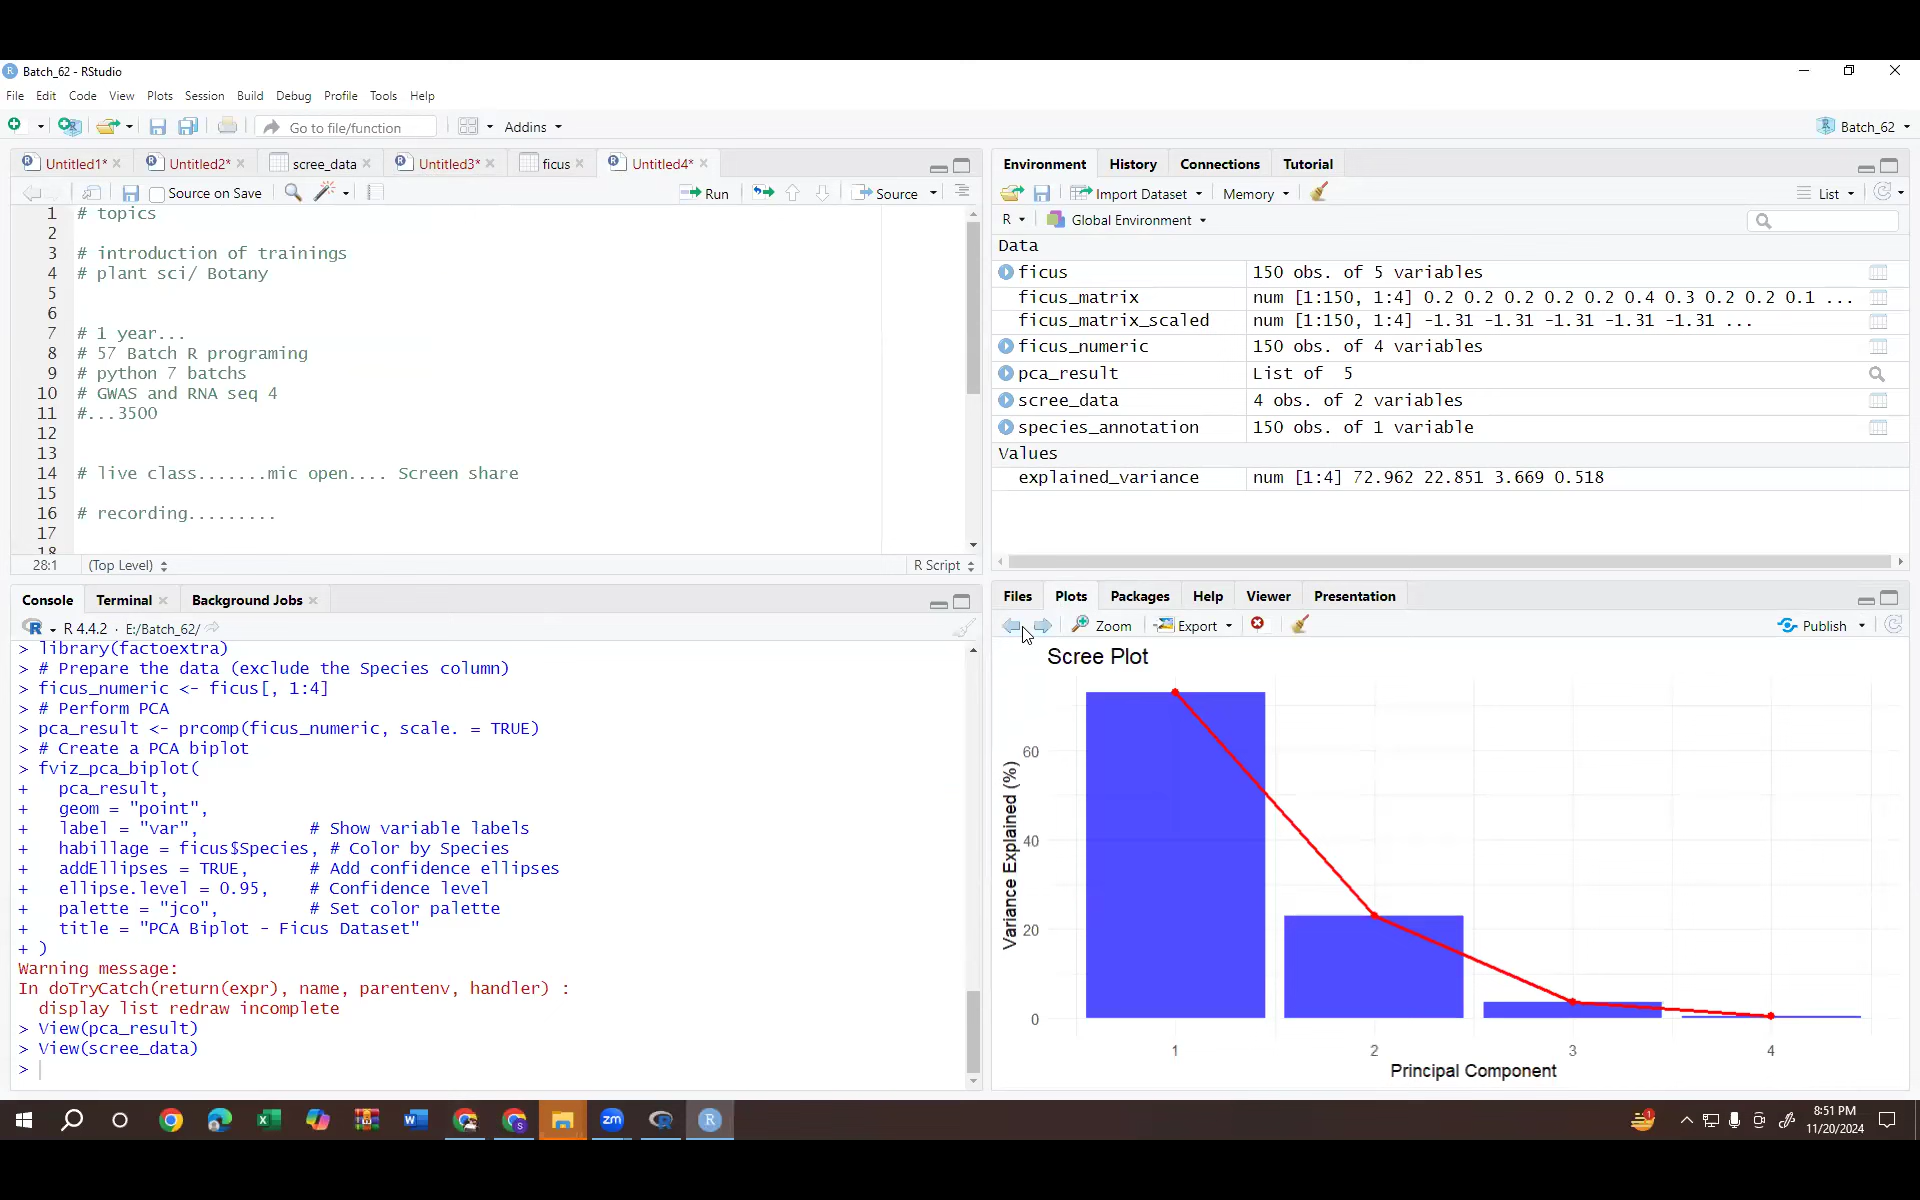 Batch_62 - RStudio
File Edit Code View Plots Session Build Debug Profile Tools Help
Go to file/function Addins Batch_62
Untitled1* Untitled2* scree_data Untitled3* ficus Untitled4*
Source on Save Run Source
1 # topics
2
3 # introduction of trainings
4 # plant sci/ Botany
5
6
7 # 1 year...
8 # 57 Batch R programing
9 # python 7 batchs
10 # GWAS and RNA seq 4
11 #...3500
12
13
14 # live class.......mic open.... Screen share
15
16 # recording.........
17
18
28:1 (Top Level) R Script
Console Terminal Background Jobs
R 4.4.2 · E:/Batch_62/
> library(factoextra)
> # Prepare the data (exclude the Species column)
> ficus_numeric <- ficus[, 1:4]
> # Perform PCA
> pca_result <- prcomp(ficus_numeric, scale. = TRUE)
> # Create a PCA biplot
> fviz_pca_biplot(
+ pca_result,
+ geom = "point",
+ label = "var", # Show variable labels
+ habillage = ficus$Species, # Color by Species
+ addEllipses = TRUE, # Add confidence ellipses
+ ellipse.level = 0.95, # Confidence level
+ palette = "jco", # Set color palette
+ title = "PCA Biplot - Ficus Dataset"
+ )
Warning message:
In doTryCatch(return(expr), name, parentenv, handler) :
display list redraw incomplete
> View(pca_result)
> View(scree_data)
>
Environment History Connections Tutorial
Import Dataset Memory List
R Global Environment
Data
ficus 150 obs. of 5 variables
ficus_matrix num [1:150, 1:4] 0.2 0.2 0.2 0.2 0.2 0.4 0.3 0.2 0.2 0.1 ...
ficus_matrix_scaled num [1:150, 1:4] -1.31 -1.31 -1.31 -1.31 -1.31 ...
ficus_numeric 150 obs. of 4 variables
pca_result List of 5
scree_data 4 obs. of 2 variables
species_annotation 150 obs. of 1 variable
Values
explained_variance num [1:4] 72.962 22.851 3.669 0.518
Files Plots Packages Help Viewer Presentation
Zoom Export Publish
Scree Plot
Variance Explained (%)
60
40
20
0
1 2 3 4
Principal Component
8:51 PM
11/20/2024